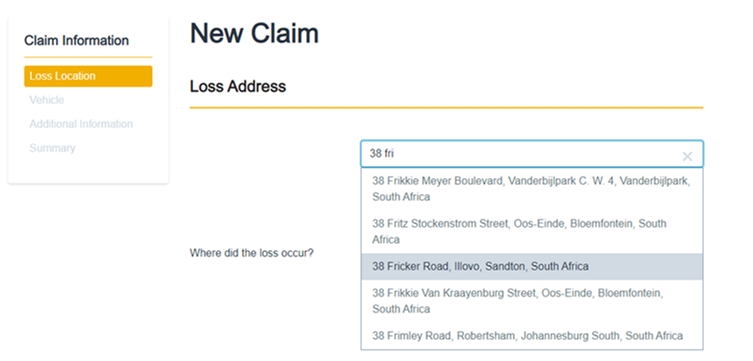 Claim Information
Loss Location
Vehicle
Additional Information
Summary
New Claim
Loss Address
Where did the loss occur?
38 fri
38 Frikkie Meyer Boulevard, Vanderbijlpark C. W. 4, Vanderbijlpark,
South Africa
38 Fritz Stockenstrom Street, Oos-Einde, Bloemfontein, South
Africa
38 Fricker Road, Illovo, Sandton, South Africa
38 Frikkie Van Kraayenburg Street, Oos-Einde, Bloemfontein,
South Africa
38 Frimley Road, Robertsham, Johannesburg South, South Africa